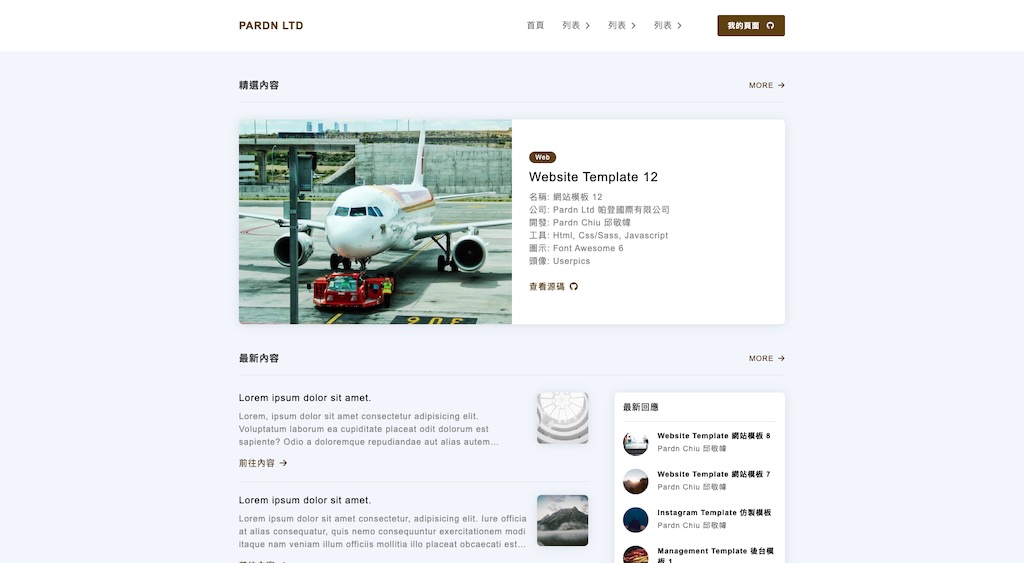 PARDN LTD
首頁 列表 列表 列表
我的頁面
精選內容
MORE
Web
Website Template 12
名稱: 網站模板 12
公司: Pardn Ltd 帕登國際有限公司
開發: Pardn Chiu 邱敬幃
工具: Html, Css/Sass, Javascript
圖示: Font Awesome 6
頭像: Userpics
查看源碼
最新內容
MORE
Lorem ipsum dolor sit amet.
Lorem, ipsum dolor sit amet consectetur adipisicing elit.
Voluptatum laborum ea cupiditate placeat odit dolorum est
sapiente? Odio a doloremque repudiandae aut alias autem...
前往內容
Lorem ipsum dolor sit amet.
Lorem ipsum dolor sit amet consectetur, adipisicing elit. Iure officia
at alias consequatur, quis nemo consequuntur exercitationem modi
itaque nam veniam illum officiis mollitia illo placeat obcaecati est...
最新回應
Website Template 網站模板 8
Pardn Chiu 邱敬幃
Website Template 網站模板 7
Pardn Chiu 邱敬幃
Instagram Template 仿製模板
Pardn Chiu 邱敬幃
Management Template 後台模
板 1